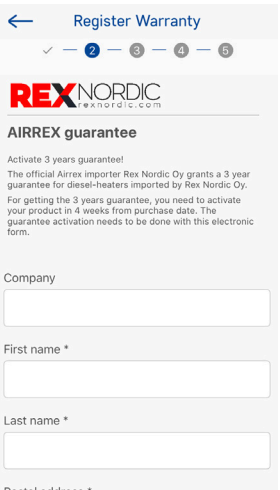 Register Warranty
2 3 4 5
REXNORDIC
rexnordic.com
AIRREX guarantee
Activate 3 years guarantee!
The official Airrex importer Rex Nordic Oy grants a 3 year
guarantee for diesel-heaters imported by Rex Nordic Oy.
For getting the 3 years guarantee, you need to activate
your product in 4 weeks from purchase date. The
guarantee activation needs to be done with this electronic
form.
Company
First name *
Last name *
Postal address *